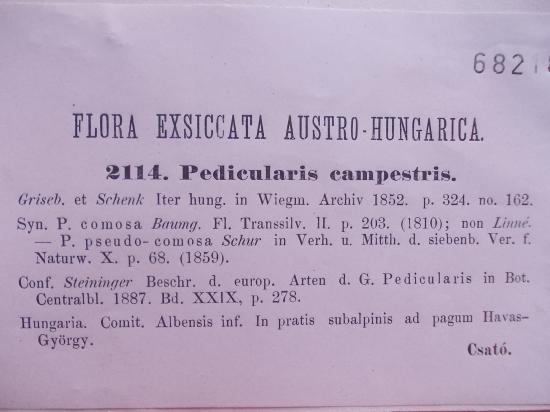 FLORA EXSICCATA AUSTRO-HUNGARICA.
2114. Pedicularis campestris.
Griseb. et Schenk Iter hung. in Wiegm. Archiv 1852. p. 324. no. 162.
Syn. P. comosa Baumg. Fl. Transsilv. II. p. 203. (1810); non Linné.
— P. pseudo-comosa Schur in Verh. u. Mitth. d. siebenb. Ver. f.
Naturw. X. p. 68. (1859).
Conf. Steininger Beschr. d. europ. Arten d. G. Pedicularis in Bot.
Centralbl. 1887. Bd. XXIX, p. 278.
Hungaria. Comit. Albensis inf. In pratis subalpinis ad pagum Havas-
György.
Csató.